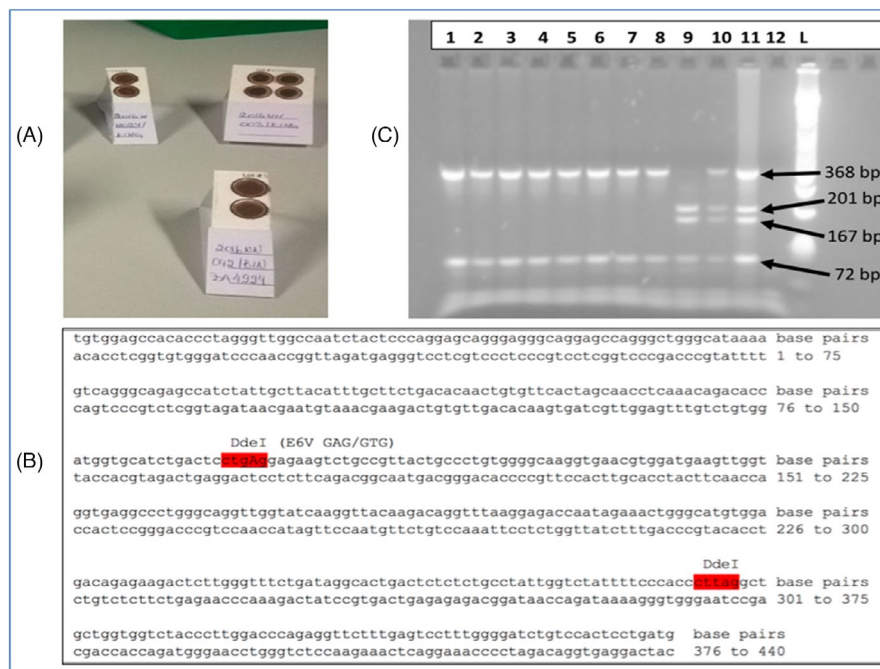 (A)
(C)
1 2 3 4 5 6 7 8 9 10 11 12 L
368 bp
201 bp
167 bp
72 bp
(B)
tgtggagccacaccctagggttggccaatctactcccaggagcagggagggcaggagccagggctgggcataaaa base pairs
acacctcggtgtgggatcccaaccggttagatgagggtcctcgtccctcccgtcctcggtcccgacccgtatttt 1 to 75
gtcagggcagagccatctattgcttacatttgcttctgacacaactgtgttcactagcaacctcaaacagacacc base pairs
cagtcccgtctcggtagataacgaatgtaaacgaagactgtgttgacacaagtgatcgttggagtttgtctgtgg 76 to 150
DdeI (E6V GAG/GTG)
atggtgcatctgactcctgAggagaagtctgccgttactgccctgtggggcaaggtgaacgtggatgaagttggt base pairs
taccacgtagactgaggactcctcttcagacggcaatgacgggacaccccgttccacttgcacctacttcaacca 151 to 225
ggtgaggccctgggcaggttggtatcaaggttacaagacaggtttaaggagaccaatagaaactgggcatgtgga base pairs
ccactccgggacccgtccaaccatagttccaatgttctgtccaaattcctctggttatctttgacccgtacacct 226 to 300
DdeI
gacagagaagactcttgggtttctgataggcactgactctctctgcctattggtctattttcccacccttaggct base pairs
ctgtctcttctgagaacccaaagactatccgtgactgagagagacggataaccagataaaagggtgggaatccga 301 to 375
gctggtggtctacccttggacccagaggttctttgagtcctttggggatctgtccactcctgatg base pairs
cgaccaccagatgggaacctgggtctccaagaaactcaggaaacccctagacaggtgaggactac 376 to 440